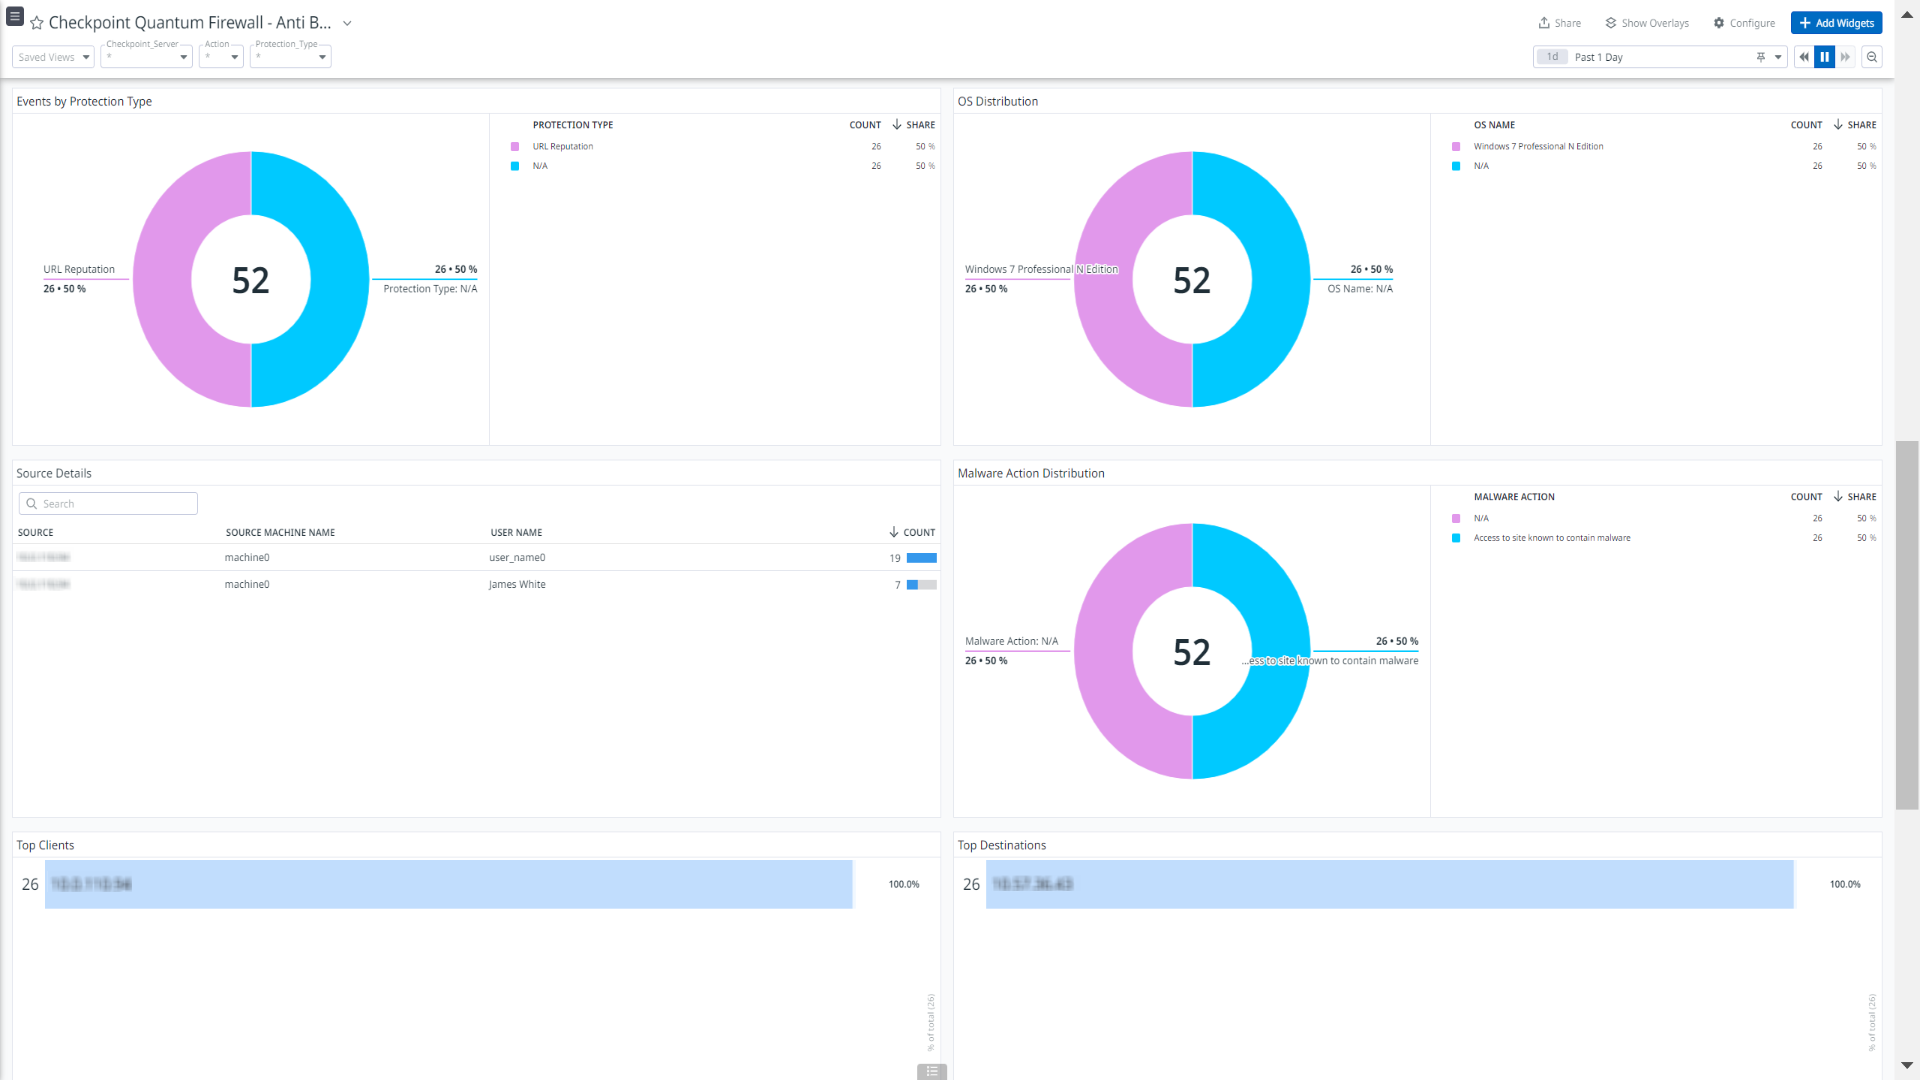 Checkpoint Quantum Firewall - Anti B...
Share
Show Overlays
Configure
Add Widgets
Saved Views
Checkpoint_Server
*
Action
*
Protection_Type
*
1d
Past 1 Day
Events by Protection Type
PROTECTION TYPE COUNT SHARE
URL Reputation 26 50 %
N/A 26 50 %
URL Reputation
26 • 50 %
52
26 • 50 %
Protection Type: N/A
OS Distribution
OS NAME COUNT SHARE
Windows 7 Professional N Edition 26 50 %
N/A 26 50 %
Windows 7 Professional N Edition
26 • 50 %
52
26 • 50 %
OS Name: N/A
Source Details
Search
SOURCE SOURCE MACHINE NAME USER NAME COUNT
machine0 user_name0 19
machine0 James White 7
Malware Action Distribution
MALWARE ACTION COUNT SHARE
N/A 26 50 %
Access to site known to contain malware 26 50 %
Malware Action: N/A
26 • 50 %
52
26 • 50 %
...ess to site known to contain malware
Top Clients
26 100.0%
% of total (26)
Top Destinations
26 100.0%
% of total (26)